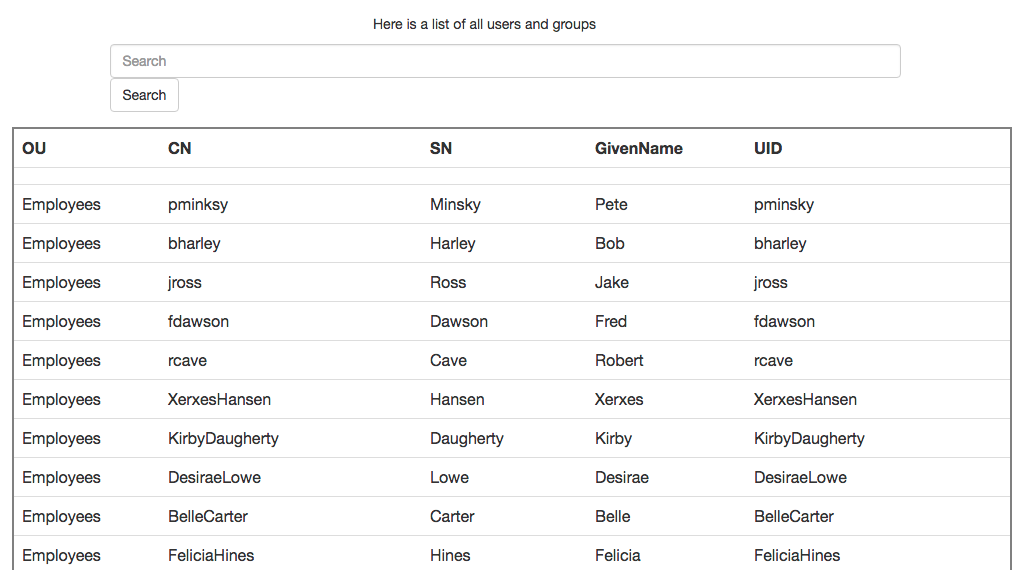 Here is a list of all users and groups
Search
Search
OU CN SN GivenName UID
Employees pminksy Minsky Pete pminsky
Employees bharley Harley Bob bharley
Employees jross Ross Jake jross
Employees fdawson Dawson Fred fdawson
Employees rcave Cave Robert rcave
Employees XerxesHansen Hansen Xerxes XerxesHansen
Employees KirbyDaugherty Daugherty Kirby KirbyDaugherty
Employees DesiraeLowe Lowe Desirae DesiraeLowe
Employees BelleCarter Carter Belle BelleCarter
Employees FeliciaHines Hines Felicia FeliciaHines